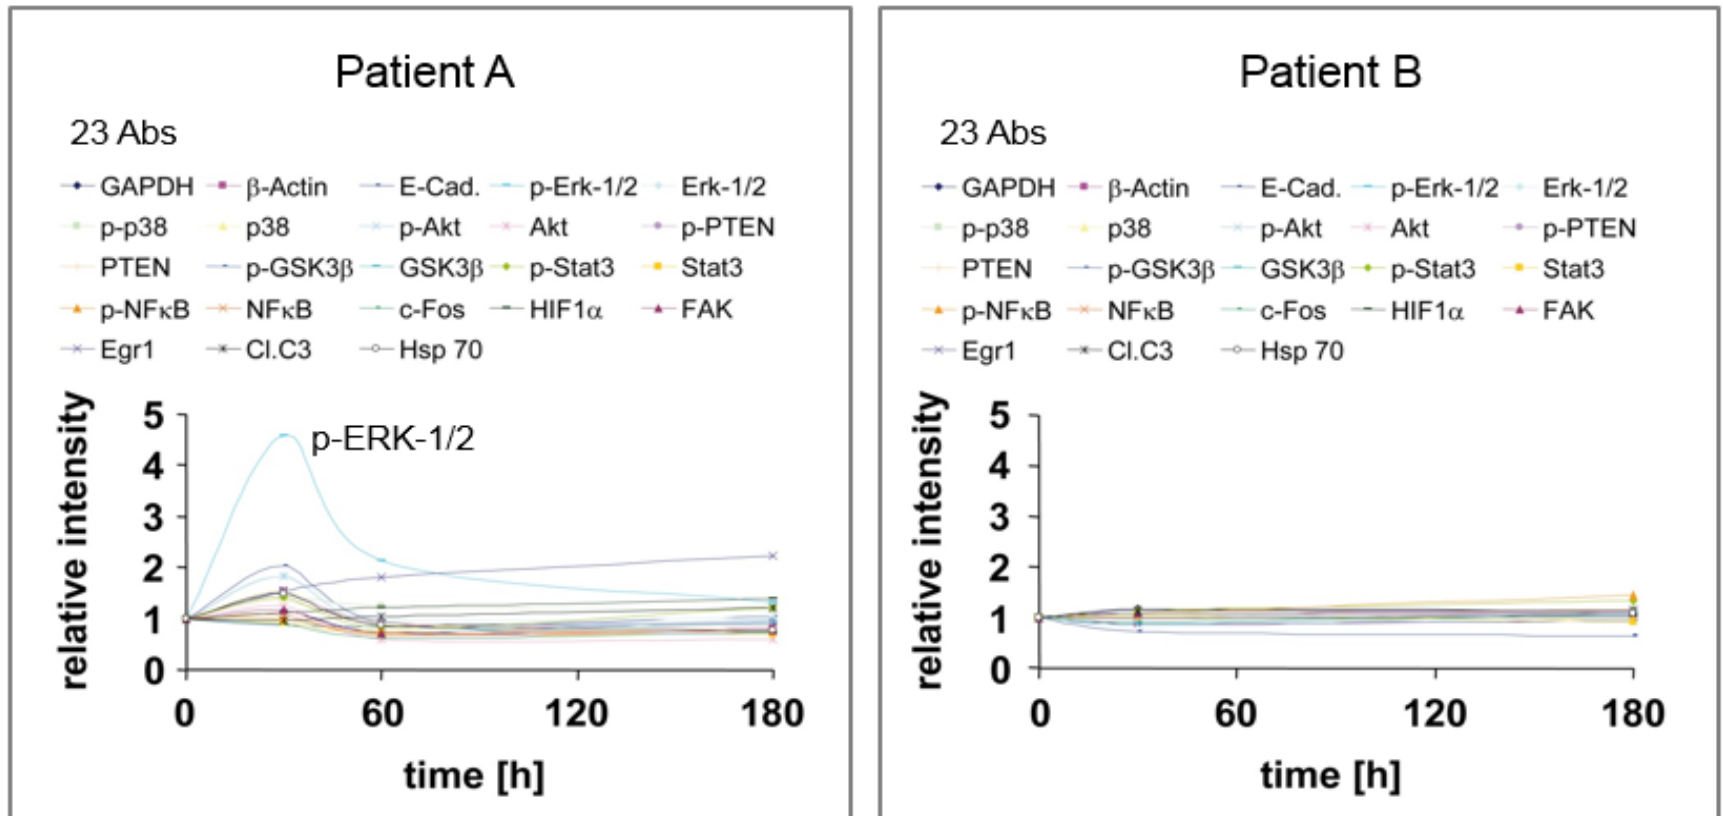 Patient A
23 Abs
GAPDH β-Actin E-Cad. p-Erk-1/2 Erk-1/2
p-p38 p38 p-Akt Akt p-PTEN
PTEN p-GSK3β GSK3β p-Stat3 Stat3
p-NFκB NFκB c-Fos HIF1α FAK
Egr1 Cl.C3 Hsp 70
relative intensity
5
4
3
2
1
0
p-ERK-1/2
0 60 120 180
time [h]
Patient B
23 Abs
GAPDH β-Actin E-Cad. p-Erk-1/2 Erk-1/2
p-p38 p38 p-Akt Akt p-PTEN
PTEN p-GSK3β GSK3β p-Stat3 Stat3
p-NFκB NFκB c-Fos HIF1α FAK
Egr1 Cl.C3 Hsp 70
relative intensity
5
4
3
2
1
0
0 60 120 180
time [h]